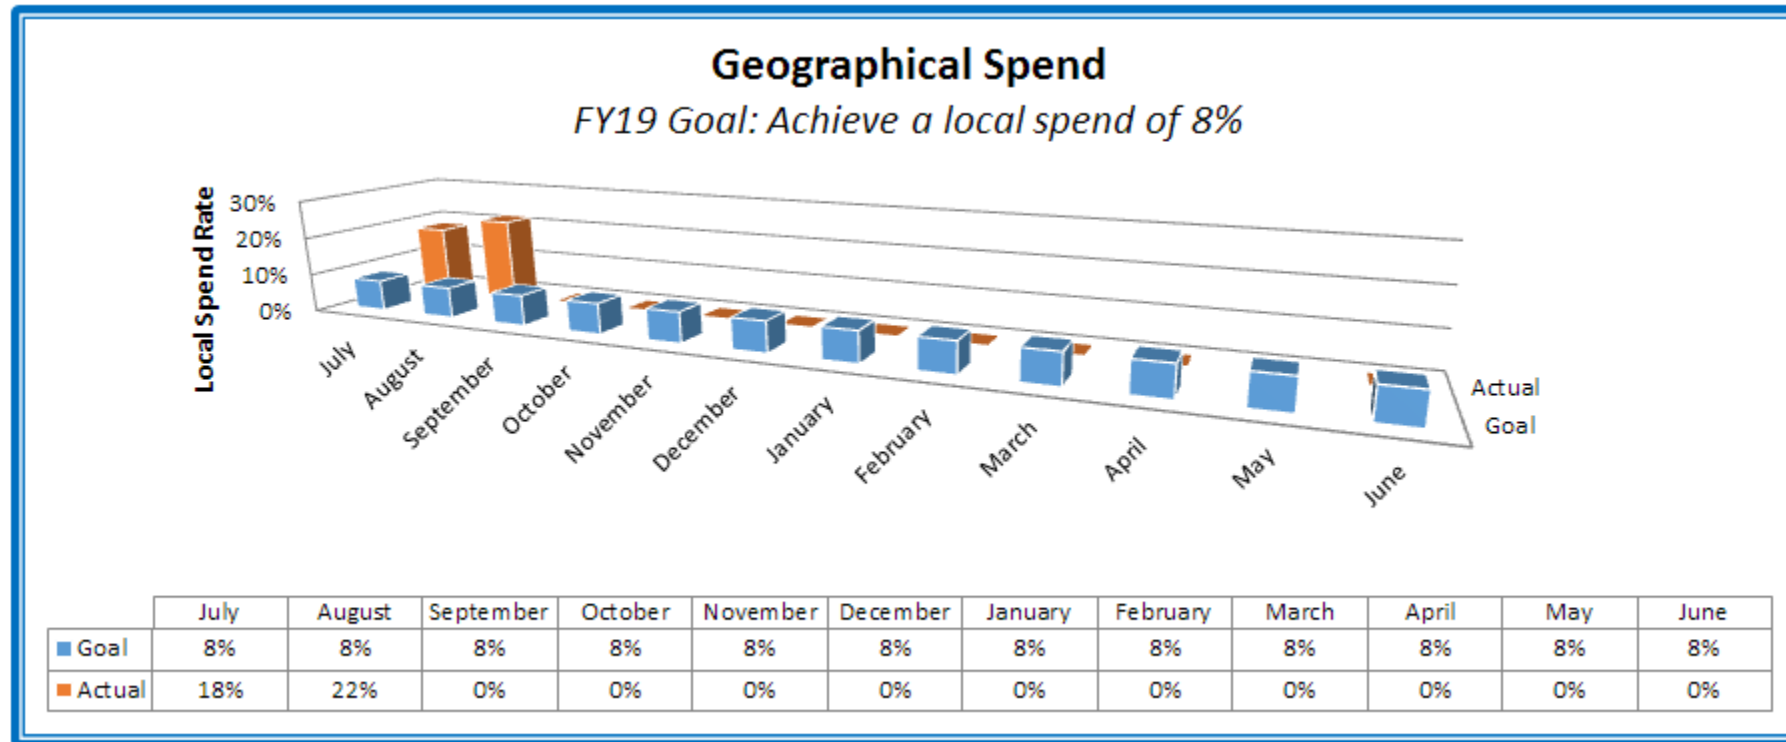 Geographical Spend
FY19 Goal: Achieve a local spend of 8%
Local Spend Rate
30%
20%
10%
0%
July
August
September
October
November
December
January
February
March
April
May
June
Actual
Goal
July August September October November December January February March April May June
Goal 8% 8% 8% 8% 8% 8% 8% 8% 8% 8% 8% 8%
Actual 18% 22% 0% 0% 0% 0% 0% 0% 0% 0% 0% 0%